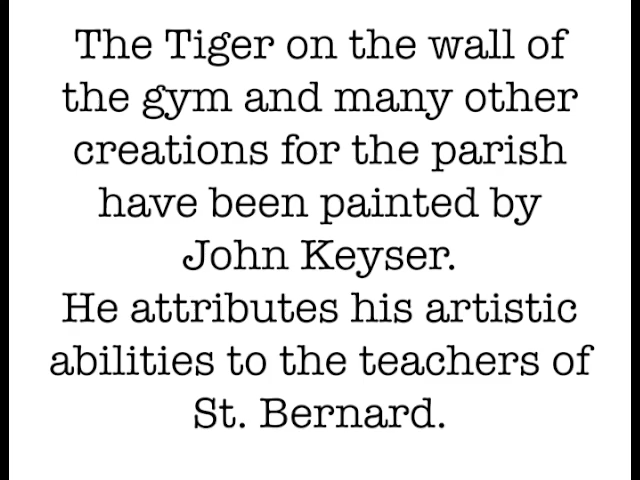 The Tiger on the wall of
the gym and many other
creations for the parish
have been painted by
John Keyser.
He attributes his artistic
abilities to the teachers of
St. Bernard.